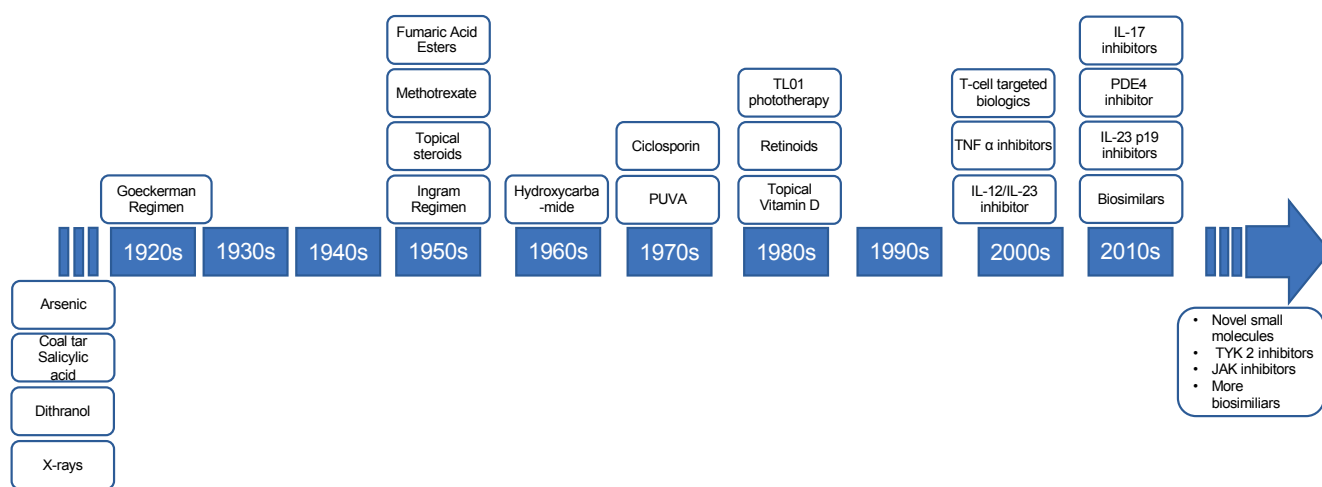 Fumaric Acid
Esters
Methotrexate
Topical
steroids
Ingram
Regimen
Goeckerman
Regimen
Hydroxycarba
-mide
Ciclosporin
PUVA
TL01
phototherapy
Retinoids
Topical
Vitamin D
T-cell targeted
biologics
TNF α inhibitors
IL-12/IL-23
inhibitor
IL-17
inhibitors
PDE4
inhibitor
IL-23 p19
inhibitors
Biosimilars
1920s
1930s
1940s
1950s
1960s
1970s
1980s
1990s
2000s
2010s
Arsenic
Coal tar
Salicylic
acid
Dithranol
X-rays
• Novel small
molecules
• TYK 2 inhibitors
• JAK inhibitors
• More
biosimiliars